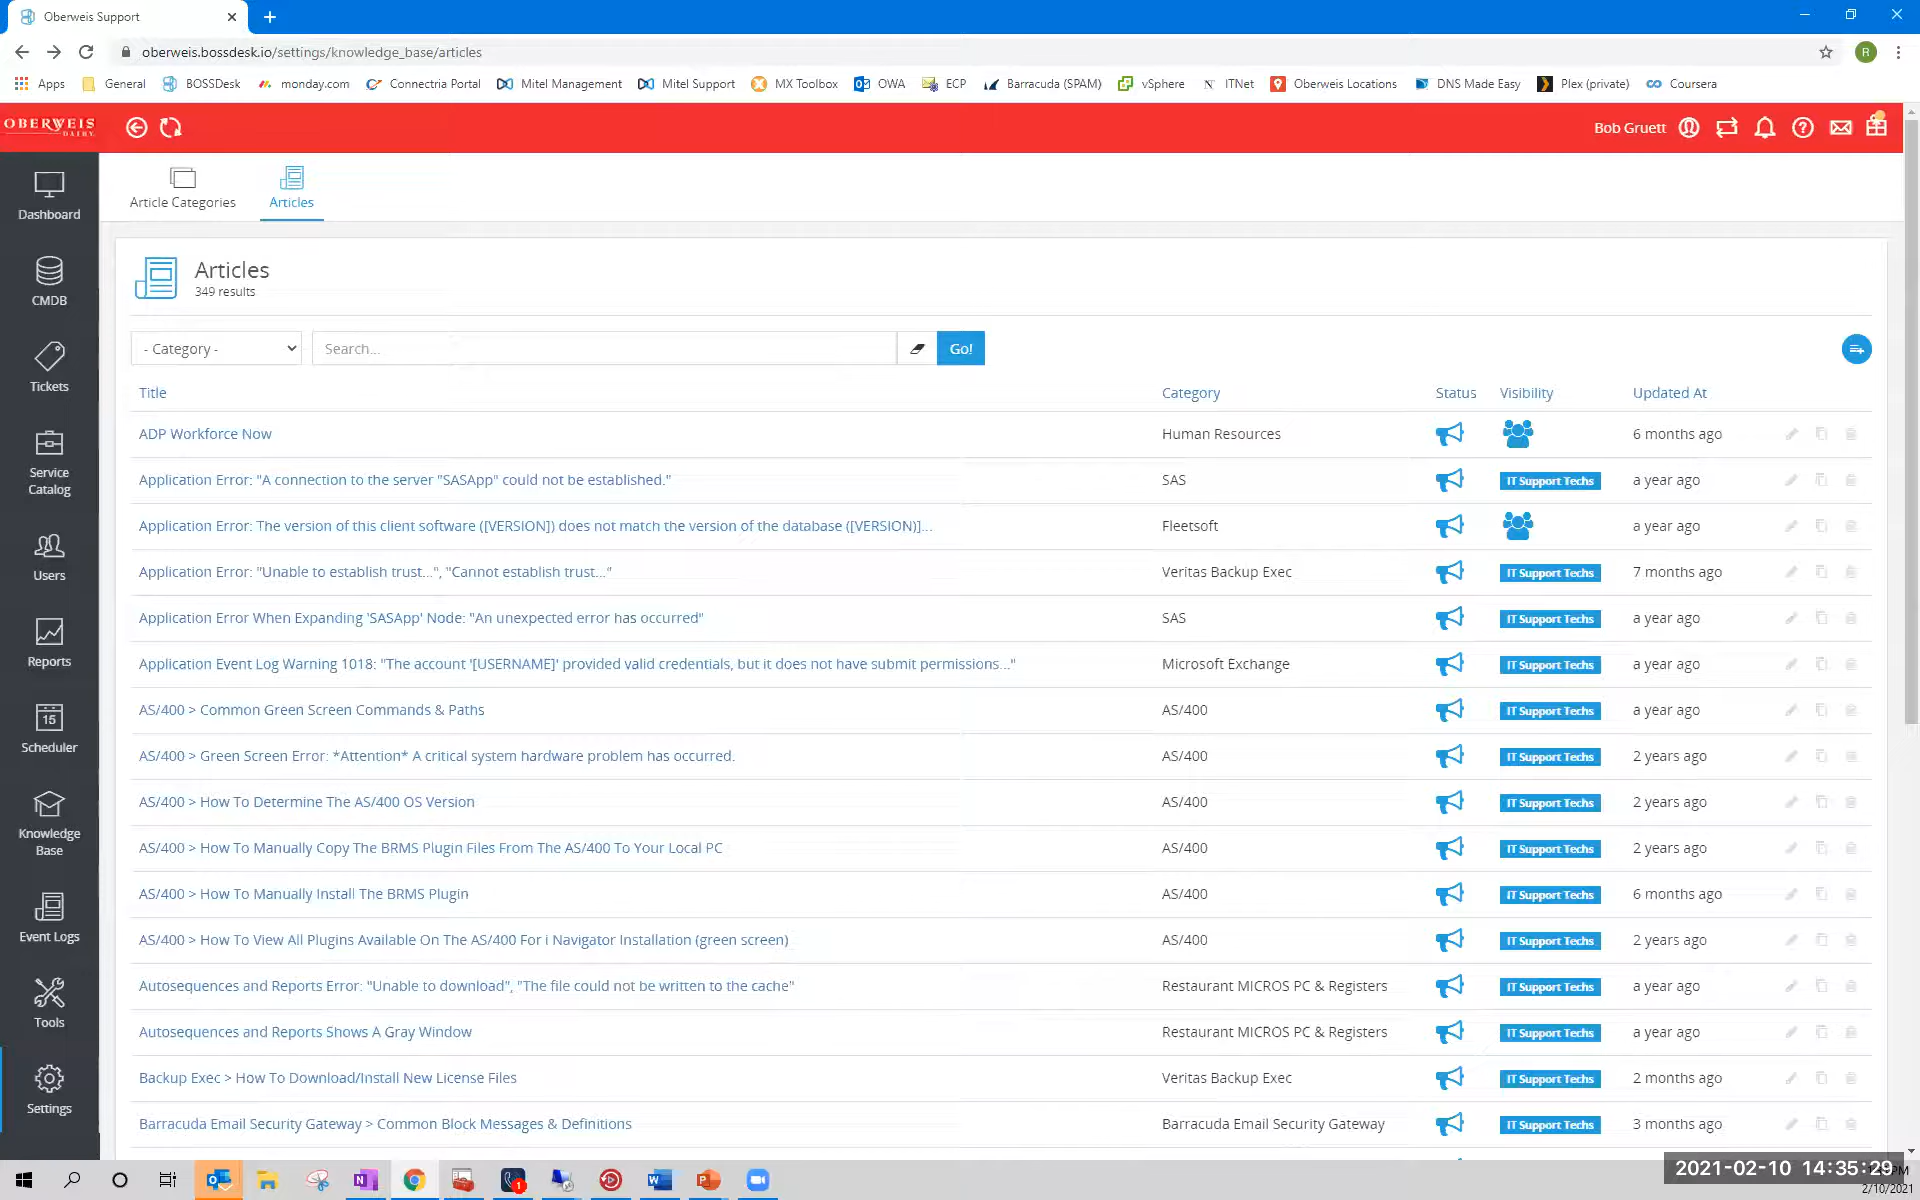 Oberweis Support
oberweis.bossdesk.io/settings/knowledge_base/articles
R
Apps General BOSSDesk monday.com Connectria Portal Mitel Management Mitel Support MX Toolbox OWA ECP Barracuda (SPAM) vSphere ITNet Oberweis Locations DNS Made Easy Plex (private) Coursera
OBERWEIS
DAIRY
Bob Gruett
Dashboard
CMDB
Tickets
Service
Catalog
Users
Reports
15
Scheduler
Knowledge
Base
Event Logs
Tools
Settings
Article Categories Articles
Articles
349 results
- Category - Search... Go!
Title Category Status Visibility Updated At
ADP Workforce Now Human Resources 6 months ago
Application Error: "A connection to the server "SASApp" could not be established." SAS IT Support Techs a year ago
Application Error: The version of this client software ([VERSION]) does not match the version of the database ([VERSION)]... Fleetsoft a year ago
Application Error: "Unable to establish trust...", "Cannot establish trust..." Veritas Backup Exec IT Support Techs 7 months ago
Application Error When Expanding 'SASApp' Node: "An unexpected error has occurred" SAS IT Support Techs a year ago
Application Event Log Warning 1018: "The account '[USERNAME]' provided valid credentials, but it does not have submit permissions..." Microsoft Exchange IT Support Techs a year ago
AS/400 > Common Green Screen Commands & Paths AS/400 IT Support Techs a year ago
AS/400 > Green Screen Error: *Attention* A critical system hardware problem has occurred. AS/400 IT Support Techs 2 years ago
AS/400 > How To Determine The AS/400 OS Version AS/400 IT Support Techs 2 years ago
AS/400 > How To Manually Copy The BRMS Plugin Files From The AS/400 To Your Local PC AS/400 IT Support Techs 2 years ago
AS/400 > How To Manually Install The BRMS Plugin AS/400 IT Support Techs 6 months ago
AS/400 > How To View All Plugins Available On The AS/400 For i Navigator Installation (green screen) AS/400 IT Support Techs 2 years ago
Autosequences and Reports Error: "Unable to download", "The file could not be written to the cache" Restaurant MICROS PC & Registers IT Support Techs a year ago
Autosequences and Reports Shows A Gray Window Restaurant MICROS PC & Registers IT Support Techs a year ago
Backup Exec > How To Download/Install New License Files Veritas Backup Exec IT Support Techs 2 months ago
Barracuda Email Security Gateway > Common Block Messages & Definitions Barracuda Email Security Gateway IT Support Techs 3 months ago
2021-02-10 14:35:29
2/10/2021